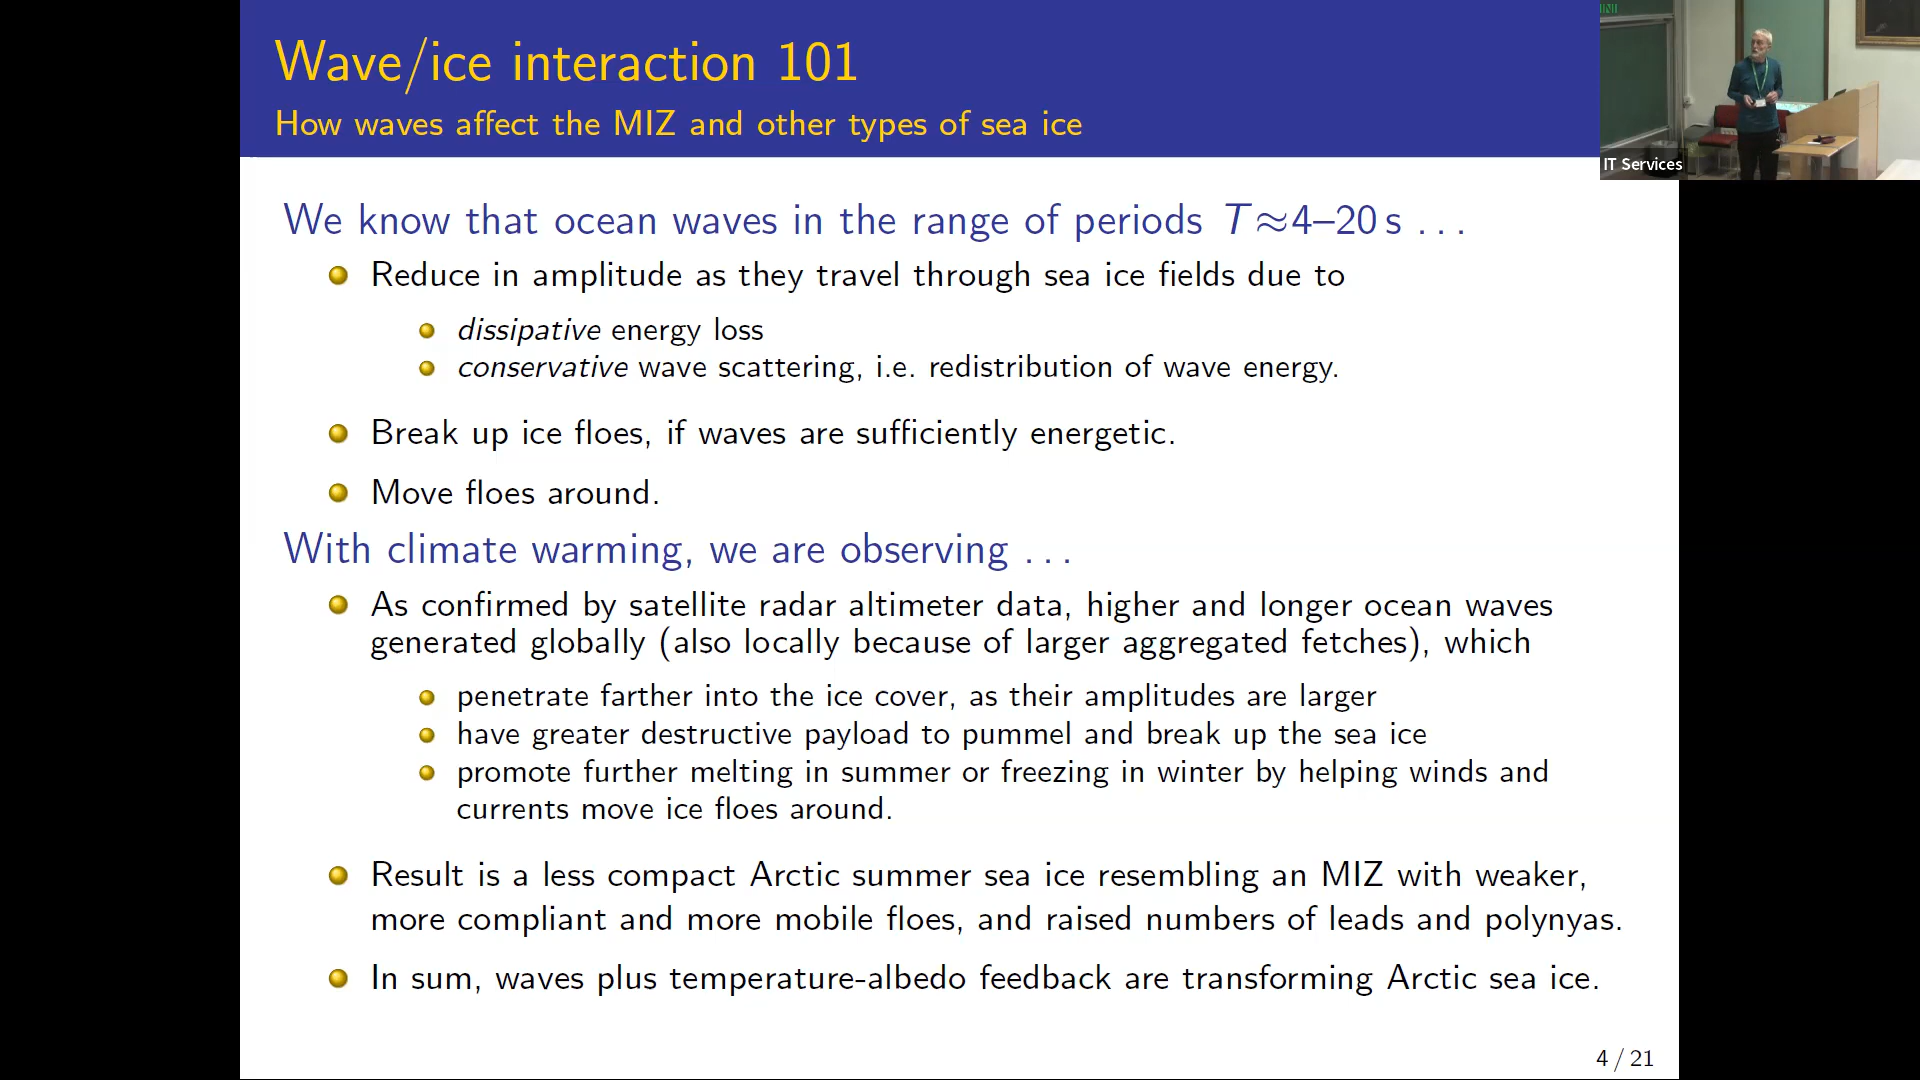 Wave/ice interaction 101
How waves affect the MIZ and other types of sea ice
INI
IT Services
We know that ocean waves in the range of periods T≈4–20 s ...
Reduce in amplitude as they travel through sea ice fields due to
dissipative energy loss
conservative wave scattering, i.e. redistribution of wave energy.
Break up ice floes, if waves are sufficiently energetic.
Move floes around.
With climate warming, we are observing ...
As confirmed by satellite radar altimeter data, higher and longer ocean waves
generated globally (also locally because of larger aggregated fetches), which
penetrate farther into the ice cover, as their amplitudes are larger
have greater destructive payload to pummel and break up the sea ice
promote further melting in summer or freezing in winter by helping winds and
currents move ice floes around.
Result is a less compact Arctic summer sea ice resembling an MIZ with weaker,
more compliant and more mobile floes, and raised numbers of leads and polynyas.
In sum, waves plus temperature-albedo feedback are transforming Arctic sea ice.
4 / 21